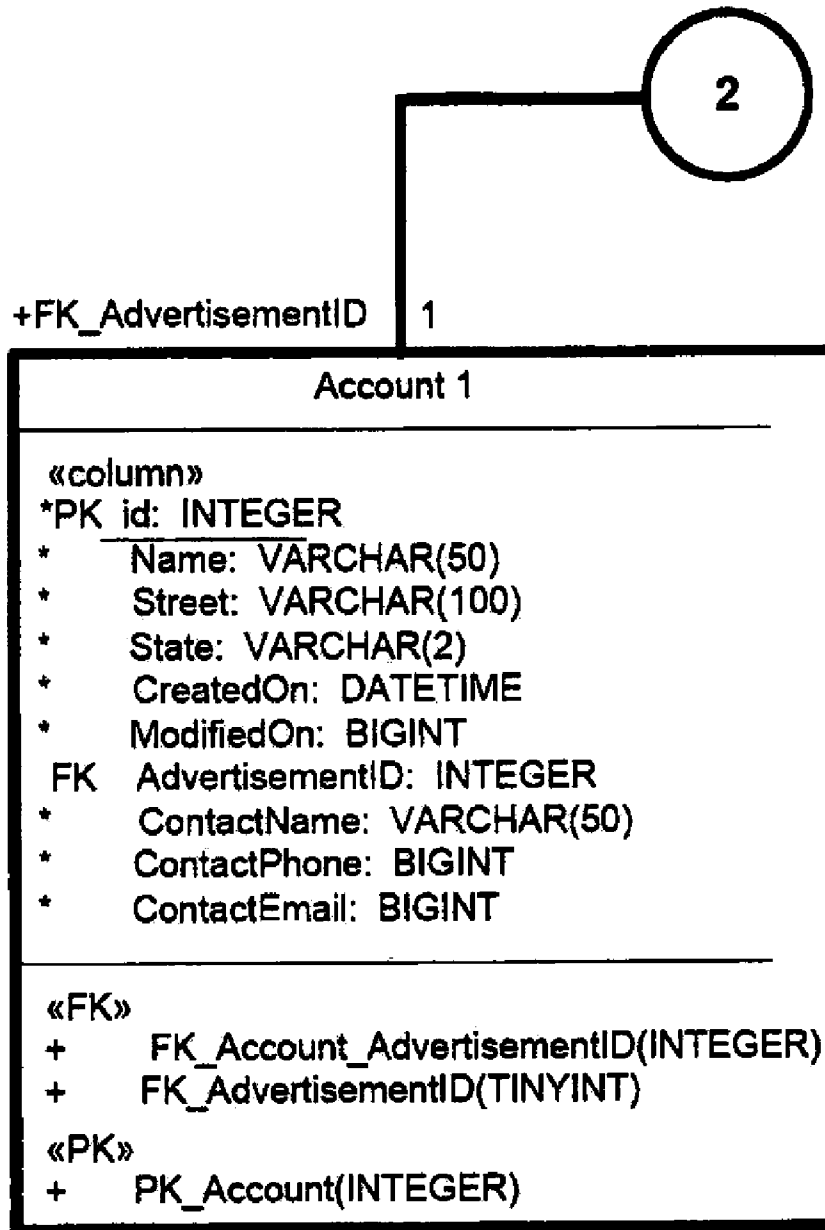 2
+FK_AdvertisementID 1
Account 1
«column»
*PK id: INTEGER
* Name: VARCHAR(50)
* Street: VARCHAR(100)
* State: VARCHAR(2)
* CreatedOn: DATETIME
* ModifiedOn: BIGINT
FK AdvertisementID: INTEGER
* ContactName: VARCHAR(50)
* ContactPhone: BIGINT
* ContactEmail: BIGINT
«FK»
+ FK_Account_AdvertisementID(INTEGER)
+ FK_AdvertisementID(TINYINT)
«PK»
+ PK_Account(INTEGER)